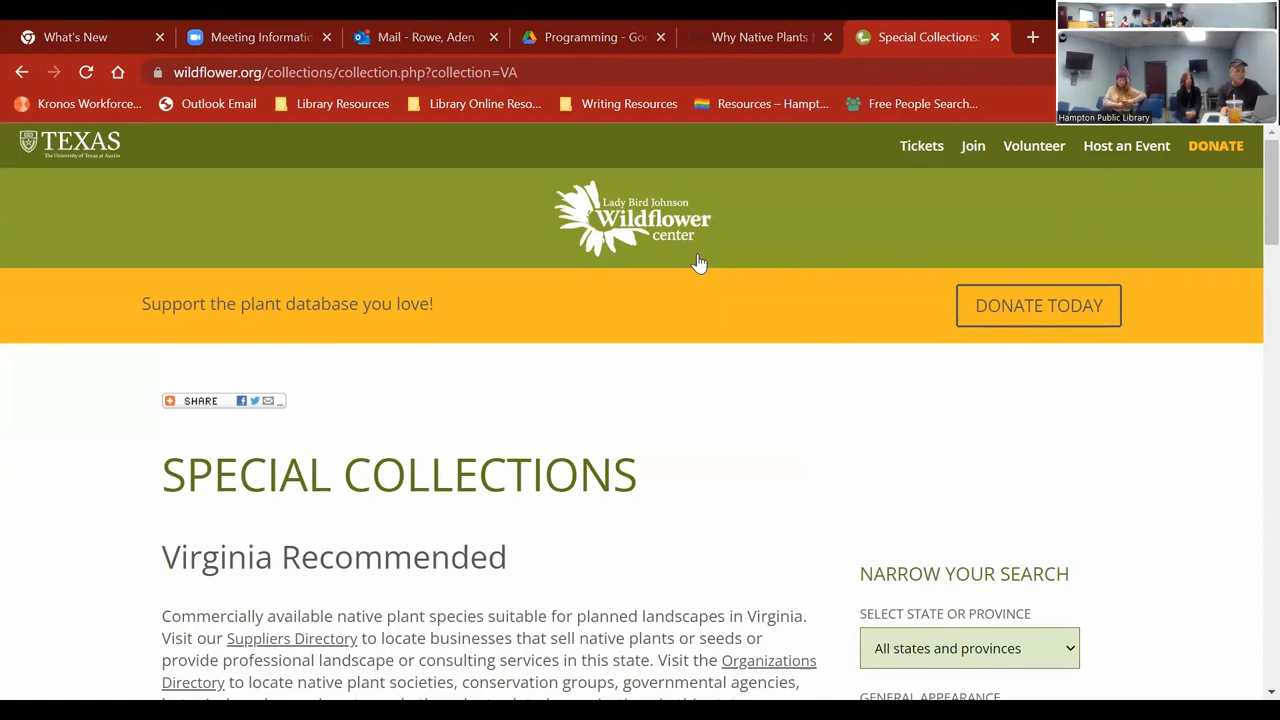 What's New
Meeting Informatic
Mail - Rowe, Aden
Programming - Goo
Why Native Plants M
Special Collections:
wildflower.org/collections/collection.php?collection=VA
Kronos Workforce...
Outlook Email
Library Resources
Library Online Reso...
Writing Resources
Resources – Hampt...
Free People Search...
Hampton Public Library
TEXAS
The University of Texas at Austin
Tickets
Join
Volunteer
Host an Event
DONATE
Lady Bird Johnson
Wildflower
center
Support the plant database you love!
DONATE TODAY
SHARE
SPECIAL COLLECTIONS
Virginia Recommended
Commercially available native plant species suitable for planned landscapes in Virginia.
Visit our Suppliers Directory to locate businesses that sell native plants or seeds or
provide professional landscape or consulting services in this state. Visit the Organizations
Directory to locate native plant societies, conservation groups, governmental agencies,
NARROW YOUR SEARCH
SELECT STATE OR PROVINCE
All states and provinces
GENERAL APPEARANCE